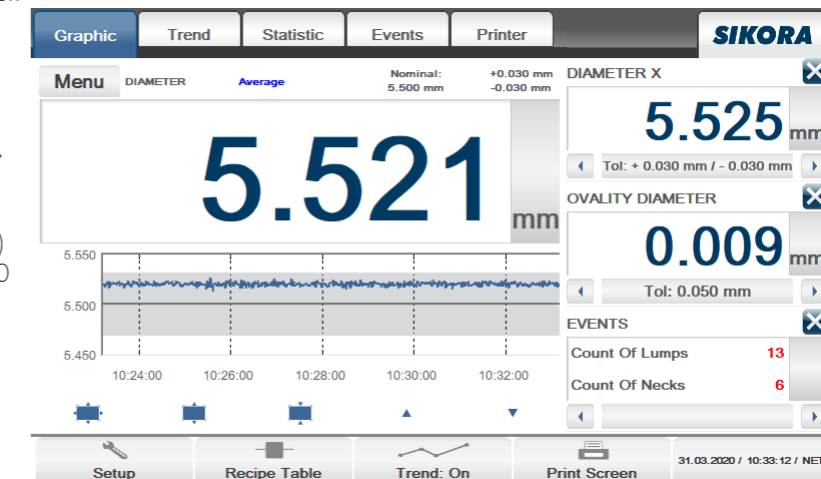 Graphic Trend Statistic Events Printer SIKORA
Menu DIAMETER Average Nominal: 5.500 mm +0.030 mm -0.030 mm
5.521 mm
5.550
5.500
5.450
10:24:00 10:26:00 10:28:00 10:30:00 10:32:00
DIAMETER X
5.525 mm
Tol: + 0.030 mm / - 0.030 mm
OVALITY DIAMETER
0.009 mm
Tol: 0.050 mm
EVENTS
Count Of Lumps 13
Count Of Necks 6
Setup Recipe Table Trend: On Print Screen 31.03.2020 / 10:33:12 / NET